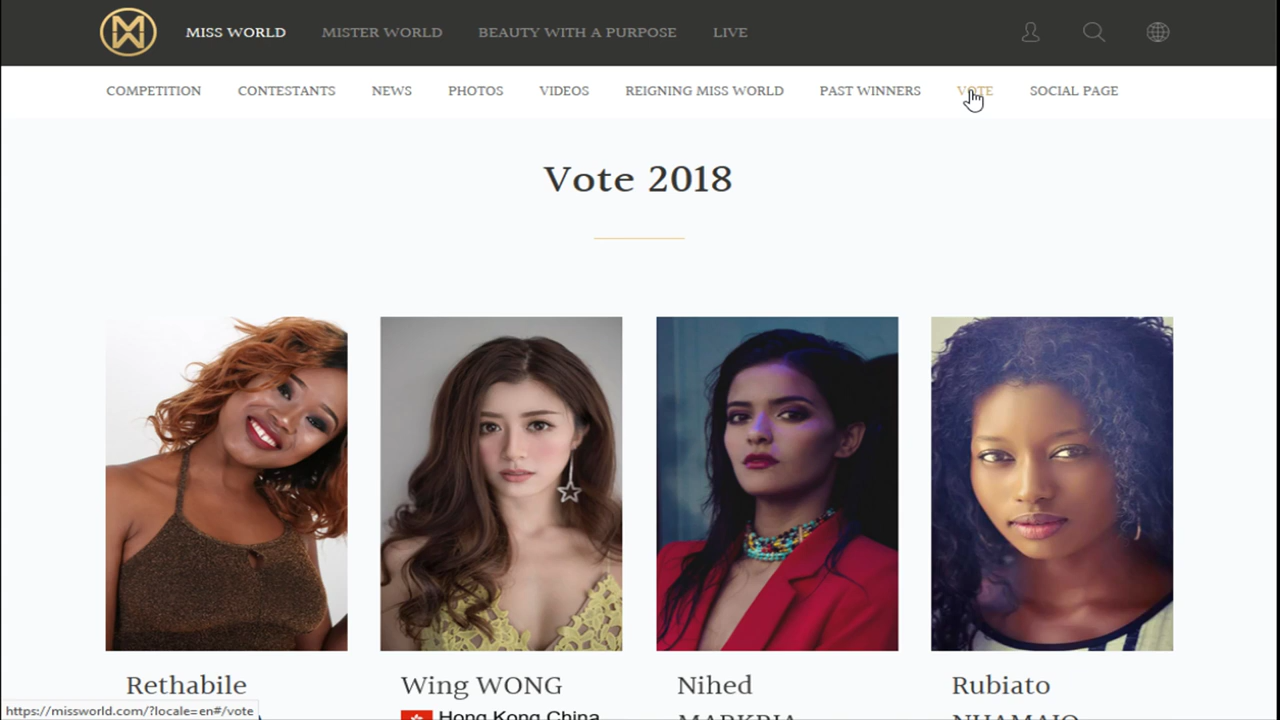 MISS WORLD MISTER WORLD BEAUTY WITH A PURPOSE LIVE
COMPETITION CONTESTANTS NEWS PHOTOS VIDEOS REIGNING MISS WORLD PAST WINNERS VOTE SOCIAL PAGE
Vote 2018
Rethabile Wing WONG Nihed Rubiato
Hong Kong China
https://missworld.com/?locale=en#/vote